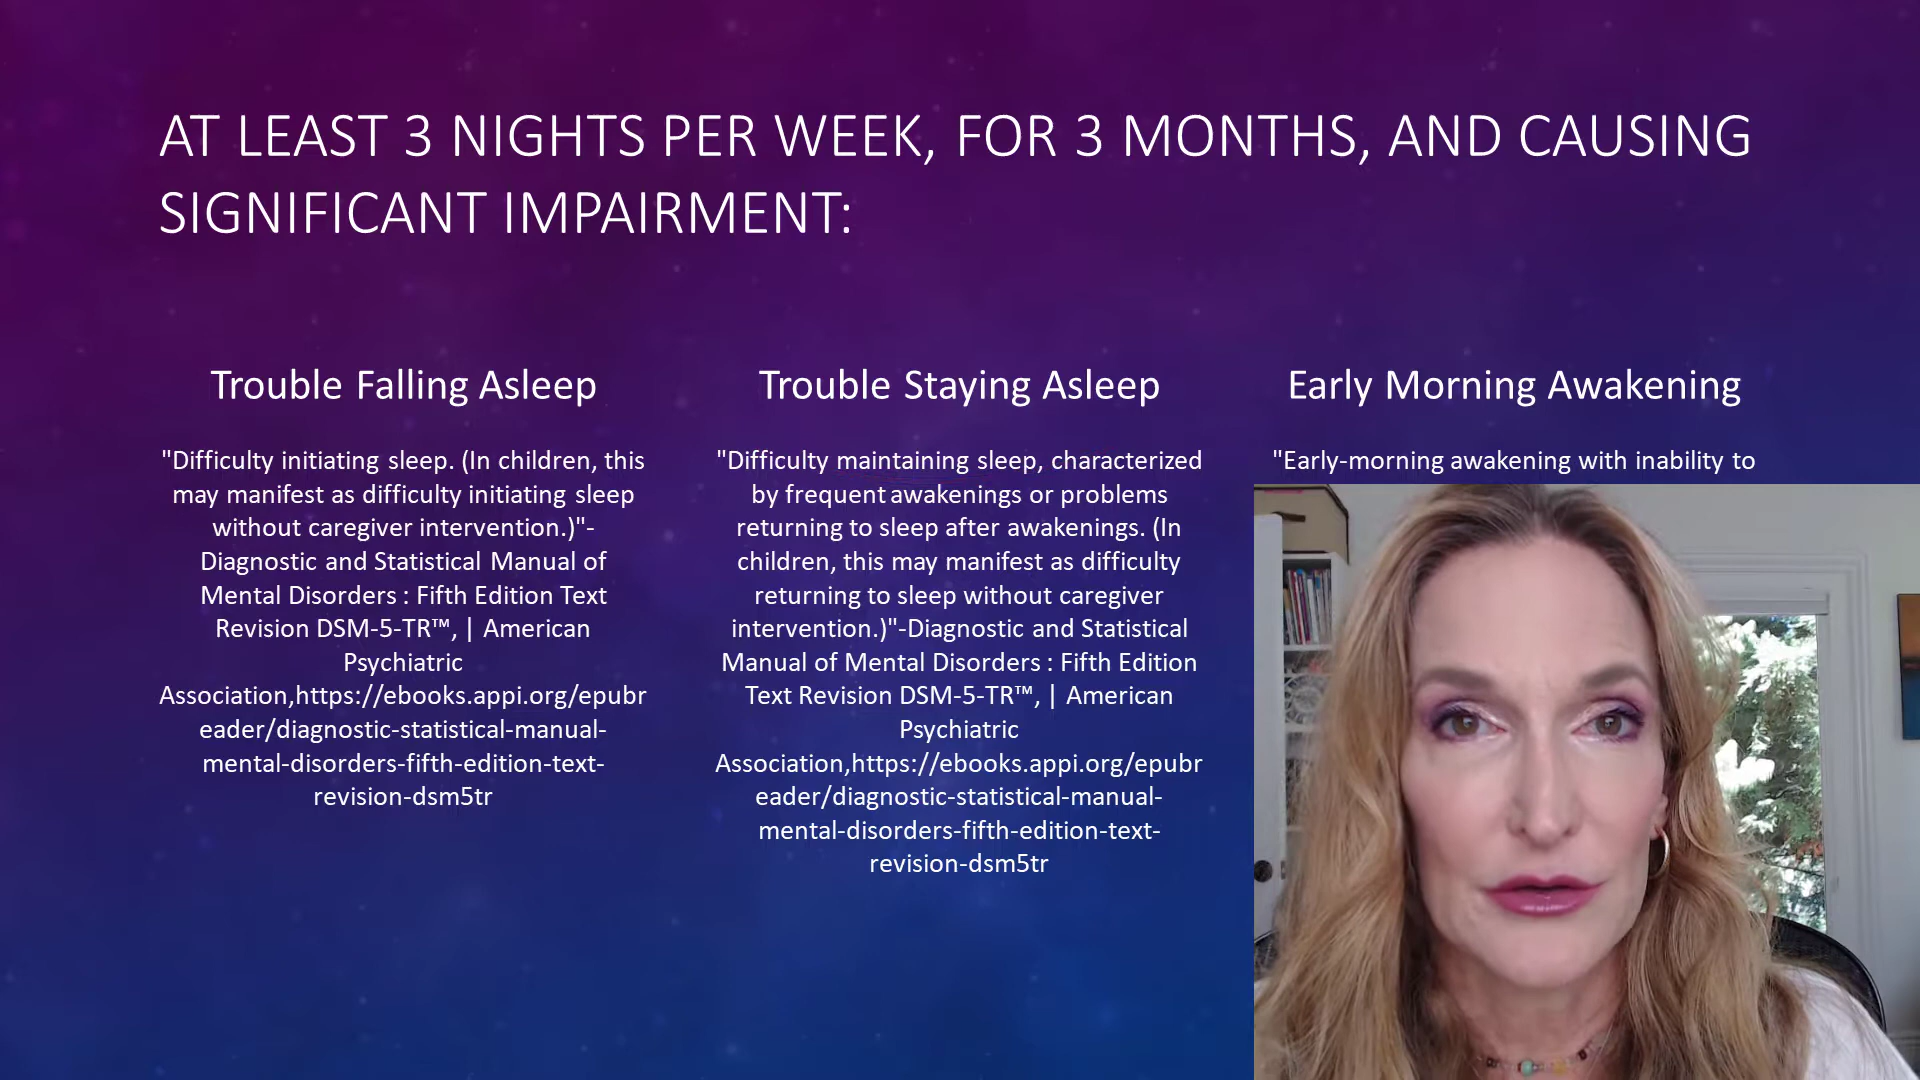 AT LEAST 3 NIGHTS PER WEEK, FOR 3 MONTHS, AND CAUSING
SIGNIFICANT IMPAIRMENT:
Trouble Falling Asleep
"Difficulty initiating sleep. (In children, this
may manifest as difficulty initiating sleep
without caregiver intervention.)"-
Diagnostic and Statistical Manual of
Mental Disorders : Fifth Edition Text
Revision DSM-5-TR™, | American
Psychiatric
Association,https://ebooks.appi.org/epubr
eader/diagnostic-statistical-manual-
mental-disorders-fifth-edition-text-
revision-dsm5tr
Trouble Staying Asleep
"Difficulty maintaining sleep, characterized
by frequent awakenings or problems
returning to sleep after awakenings. (In
children, this may manifest as difficulty
returning to sleep without caregiver
intervention.)"-Diagnostic and Statistical
Manual of Mental Disorders : Fifth Edition
Text Revision DSM-5-TR™, | American
Psychiatric
Association,https://ebooks.appi.org/epubr
eader/diagnostic-statistical-manual-
mental-disorders-fifth-edition-text-
revision-dsm5tr
Early Morning Awakening
"Early-morning awakening with inability to